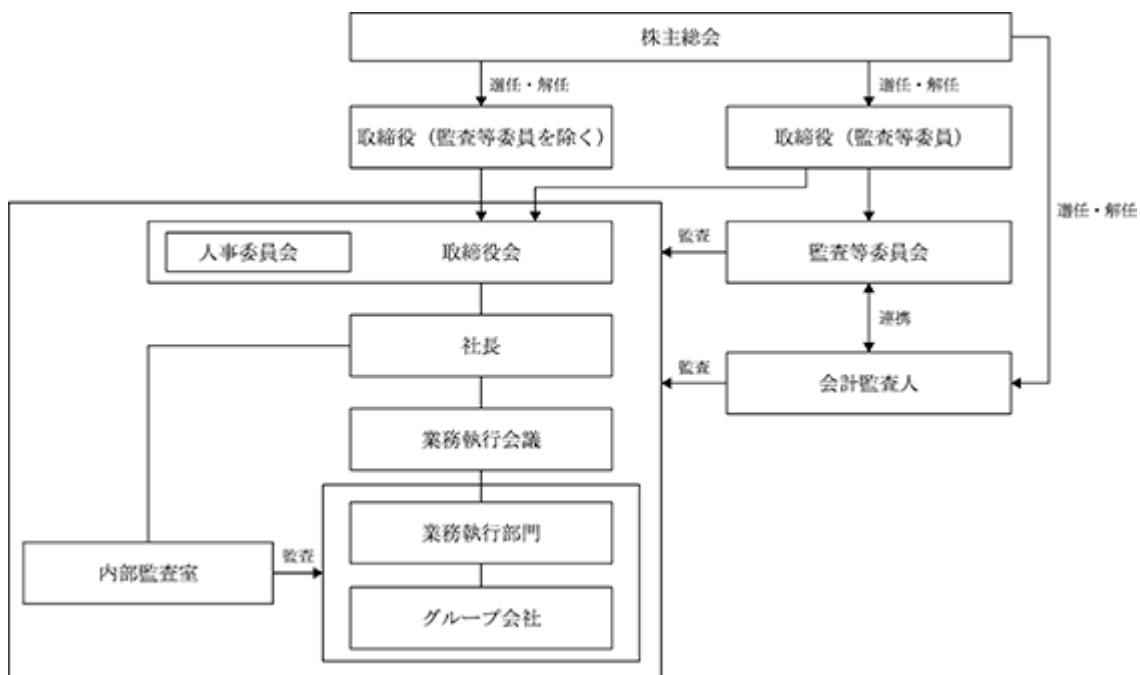 株主総会
選任・解任
選任・解任
取締役（監査等委員を除く）
取締役（監査等委員）
選任・解任
人事委員会
取締役会
監査
監査等委員会
連携
社長
監査
会計監査人
業務執行会議
業務執行部門
内部監査室
監査
グループ会社